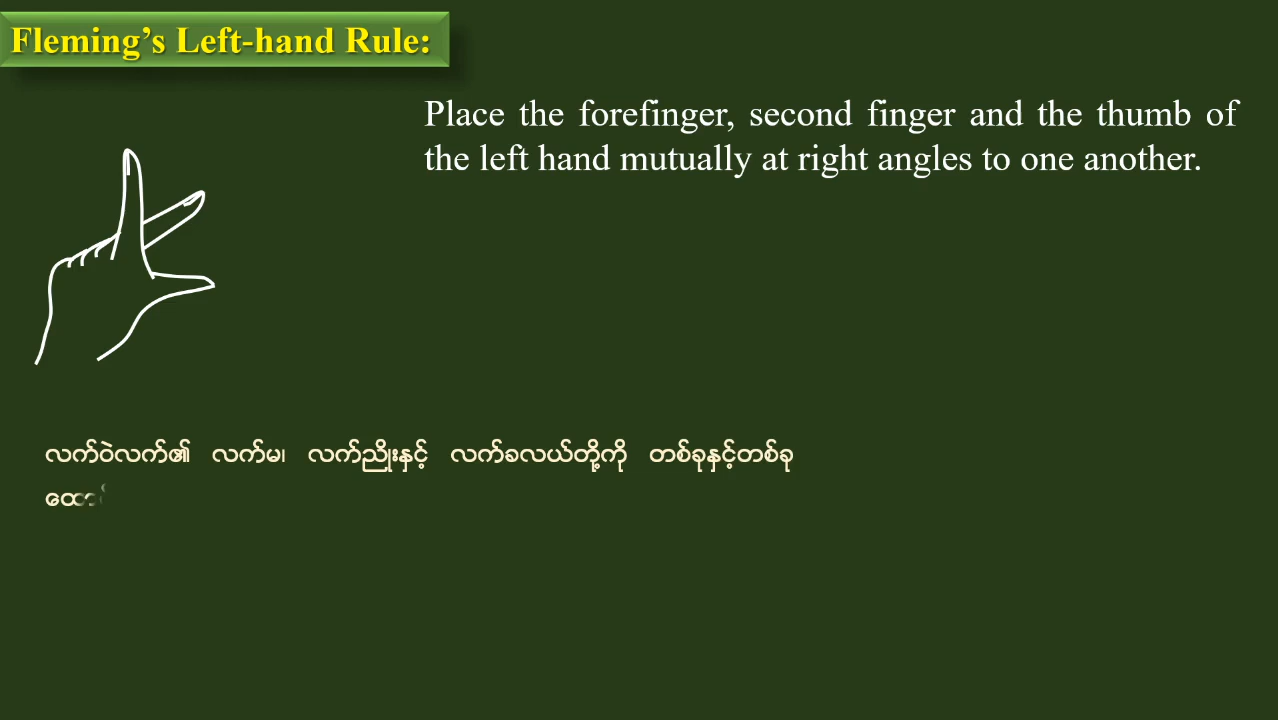 Fleming’s Left-hand Rule:
Place the forefinger, second finger and the thumb of
the left hand mutually at right angles to one another.
လက်ဝဲလက်၏ လက်မ၊ လက်ညှိုးနှင့် လက်ခလယ်တို့ကို တစ်ခုနှင့်တစ်ခု